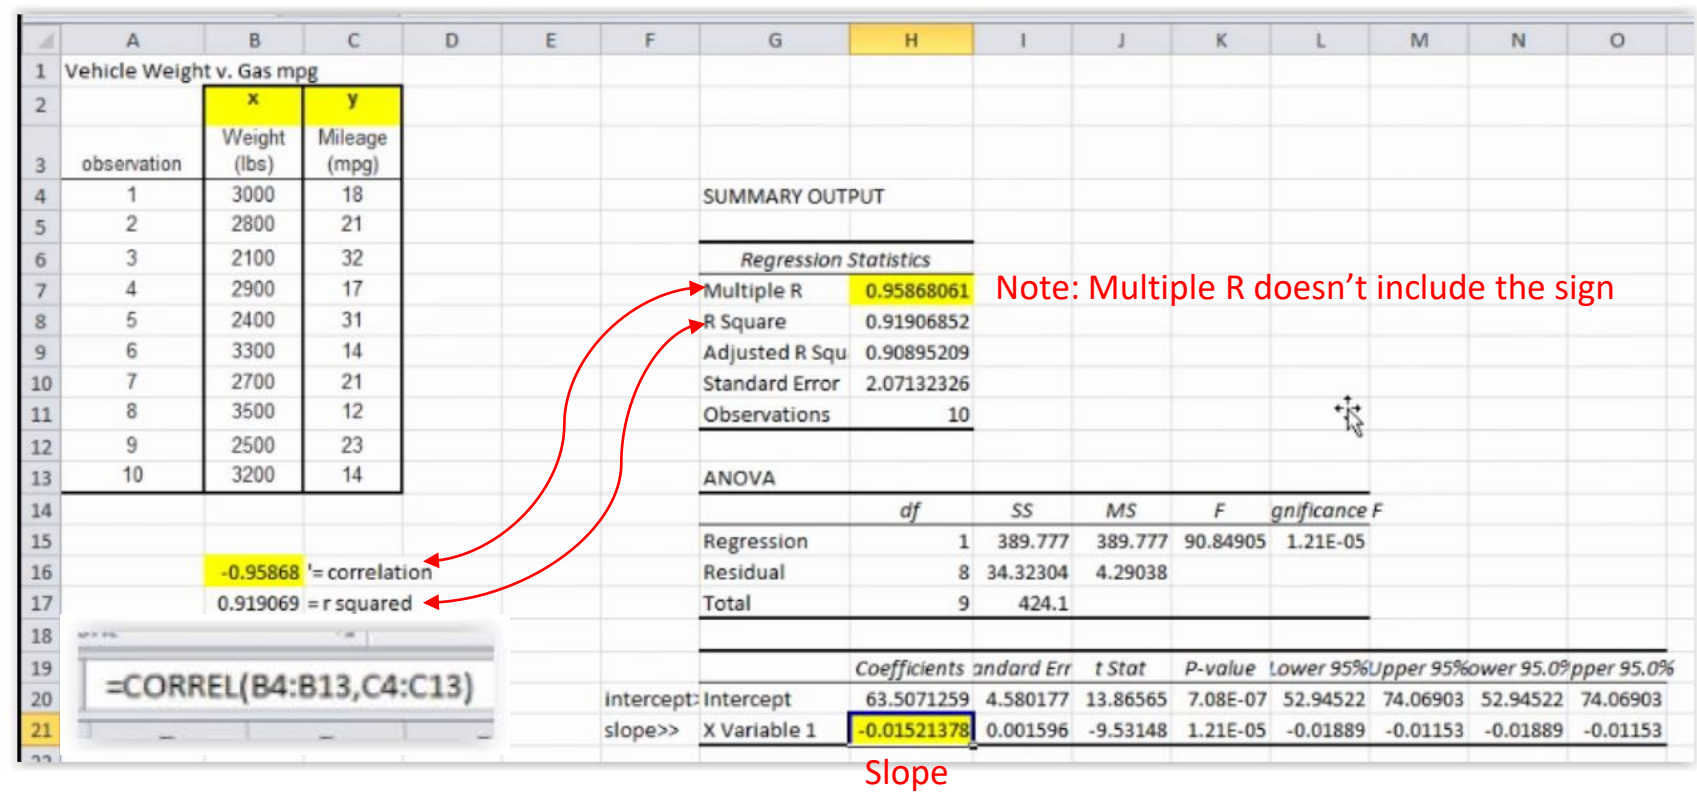 A B C D E F G H I J K L M N O
1 Vehicle Weight v. Gas mpg
2 x y
3 observation Weight (lbs) Mileage (mpg)
4 1 3000 18 SUMMARY OUTPUT
5 2 2800 21
6 3 2100 32 Regression Statistics
7 4 2900 17 Multiple R 0.95868061 Note: Multiple R doesn't include the sign
8 5 2400 31 R Square 0.91906852
9 6 3300 14 Adjusted R Squ 0.90895209
10 7 2700 21 Standard Error 2.07132326
11 8 3500 12 Observations 10
12 9 2500 23
13 10 3200 14 ANOVA
14 df SS MS F gnificance F
15 Regression 1 389.777 389.777 90.84905 1.21E-05
16 -0.95868 '= correlation Residual 8 34.32304 4.29038
17 0.919069 = r squared Total 9 424.1
18
19 Coefficients andard Err t Stat P-value Lower 95% Upper 95% ower 95.0% pper 95.0%
=CORREL(B4:B13,C4:C13)
20 intercept> Intercept 63.5071259 4.580177 13.86565 7.08E-07 52.94522 74.06903 52.94522 74.06903
21 slope>> X Variable 1 -0.01521378 0.001596 -9.53148 1.21E-05 -0.01889 -0.01153 -0.01889 -0.01153
Slope